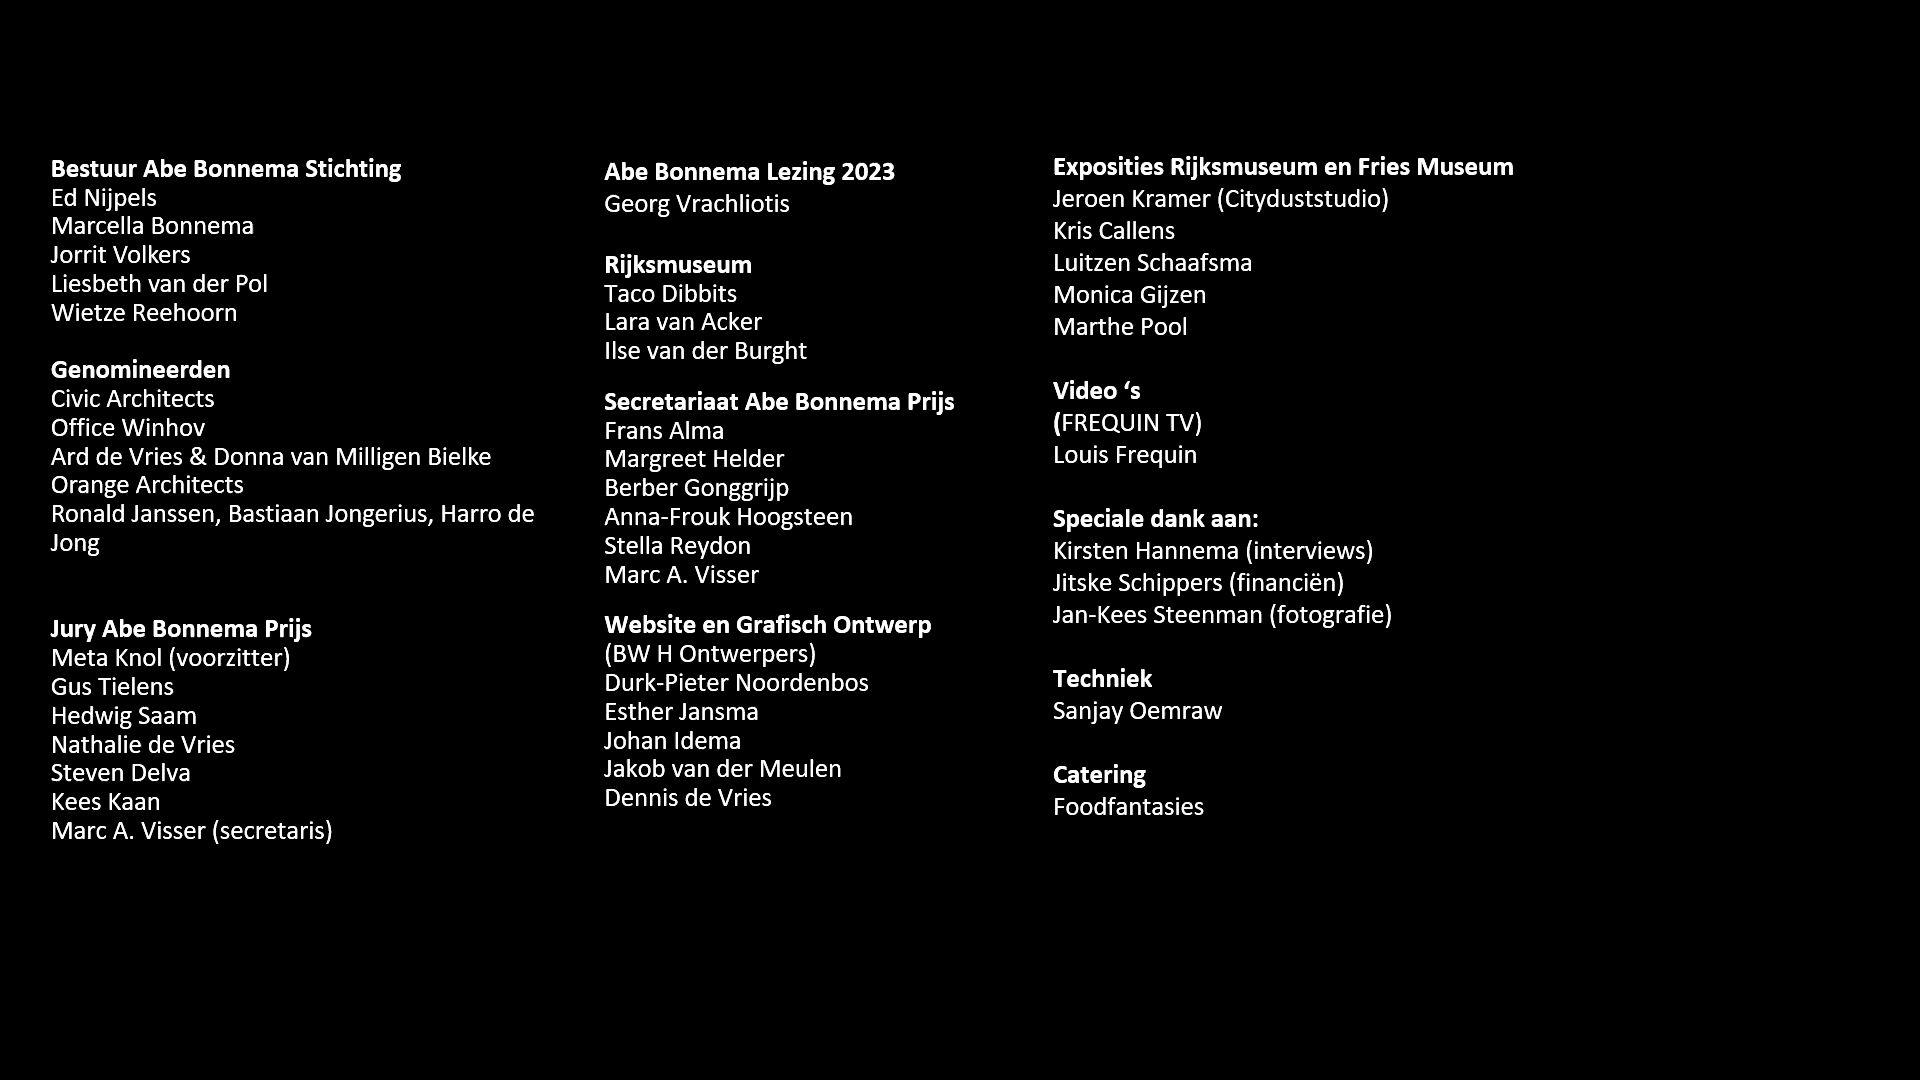 Bestuur Abe Bonnema Stichting
Ed Nijpels
Marcella Bonnema
Jorrit Volkers
Liesbeth van der Pol
Wietze Reehoorn
Genomineerden
Civic Architects
Office Winhov
Ard de Vries & Donna van Milligen Bielke
Orange Architects
Ronald Janssen, Bastiaan Jongerius, Harro de
Jong
Jury Abe Bonnema Prijs
Meta Knol (voorzitter)
Gus Tielens
Hedwig Saam
Nathalie de Vries
Steven Delva
Kees Kaan
Marc A. Visser (secretaris)
Abe Bonnema Lezing 2023
Georg Vrachliotis
Rijksmuseum
Taco Dibbits
Lara van Acker
Ilse van der Burght
Secretariaat Abe Bonnema Prijs
Frans Alma
Margreet Helder
Berber Gonggrijp
Anna-Frouk Hoogsteen
Stella Reydon
Marc A. Visser
Website en Grafisch Ontwerp
(BW H Ontwerpers)
Durk-Pieter Noordenbos
Esther Jansma
Johan Idema
Jakob van der Meulen
Dennis de Vries
Exposities Rijksmuseum en Fries Museum
Jeroen Kramer (Cityduststudio)
Kris Callens
Luitzen Schaafsma
Monica Gijzen
Marthe Pool
Video ‘s
(FREQUIN TV)
Louis Frequin
Speciale dank aan:
Kirsten Hannema (interviews)
Jitske Schippers (financiën)
Jan-Kees Steenman (fotografie)
Techniek
Sanjay Oemraw
Catering
Foodfantasies